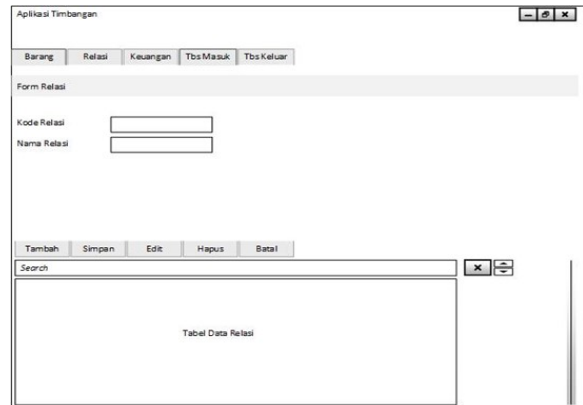 Aplikasi Timbangan
Barang Relasi Keuangan Tbs Masuk Tbs Keluar
Form Relasi
Kode Relasi
Nama Relasi
Tambah Simpan Edit Hapus Batal
Search
Tabel Data Relasi